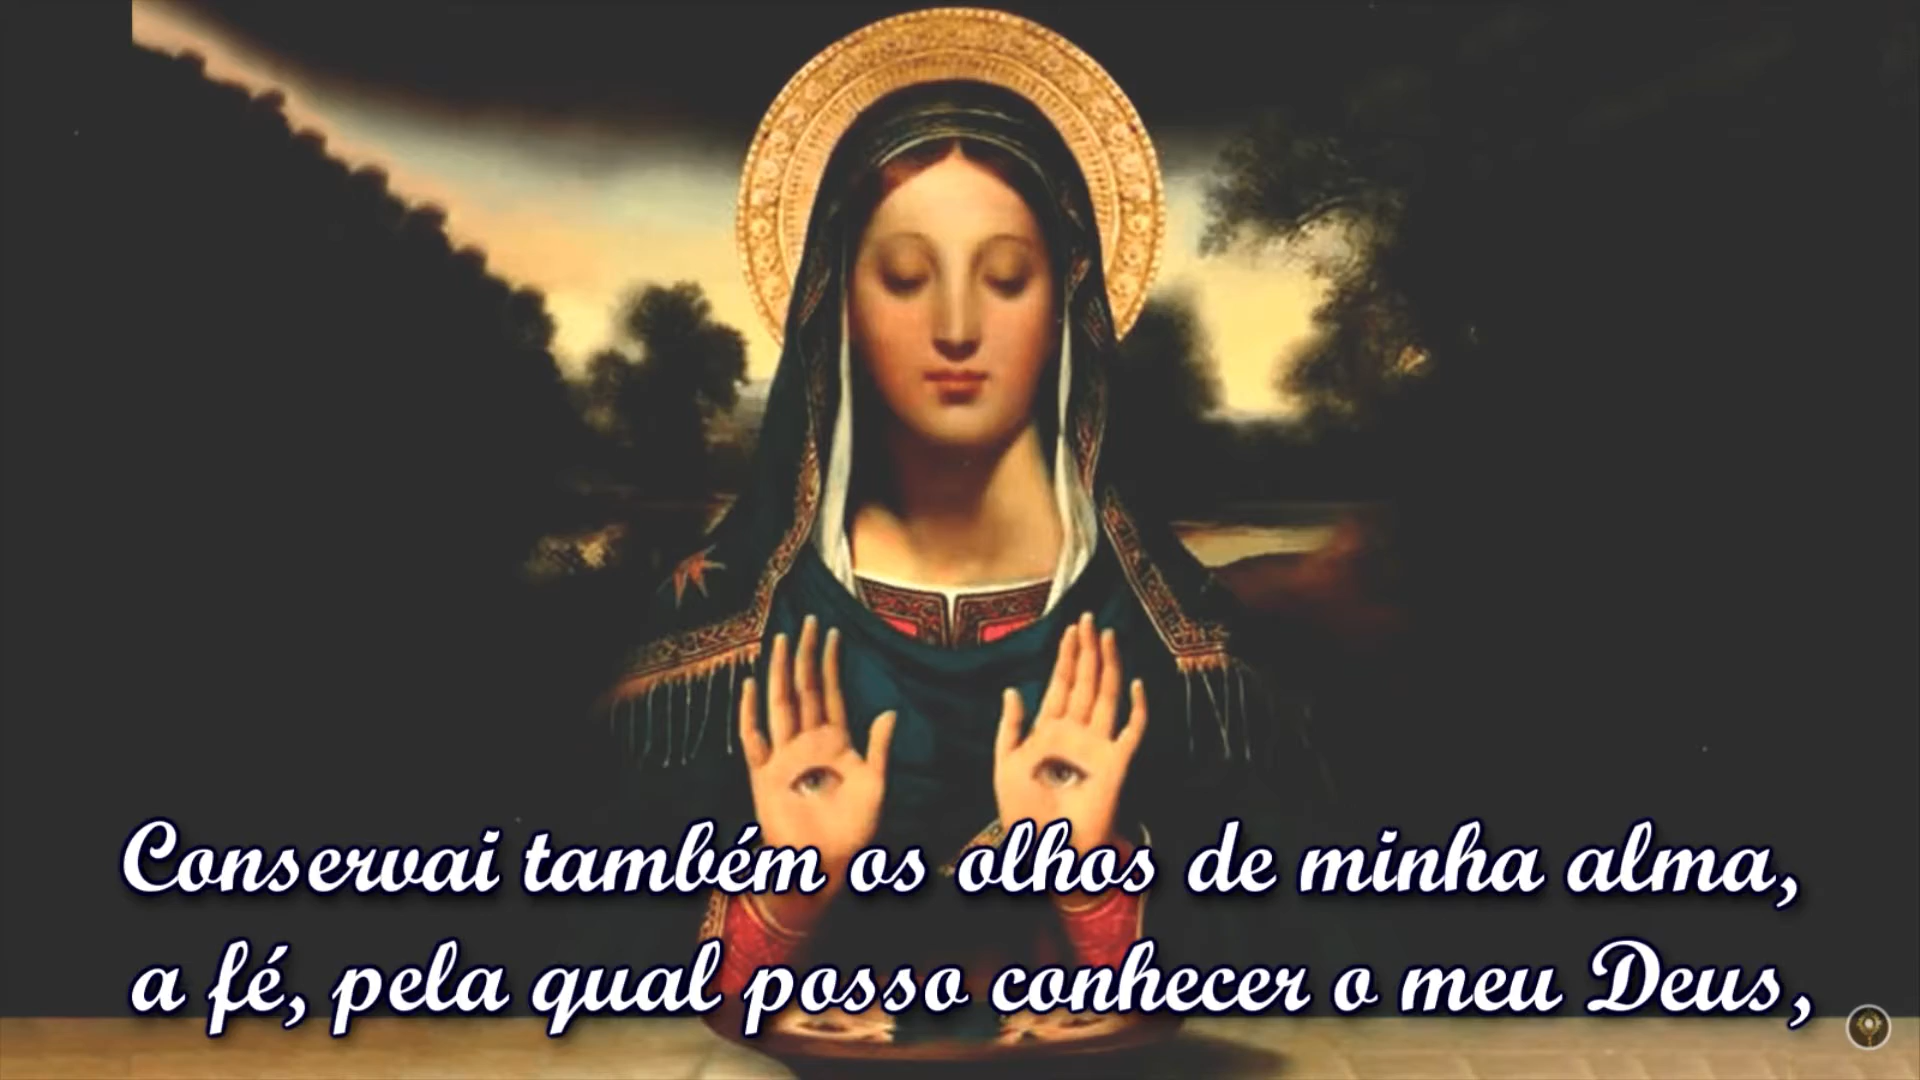 Conservai também os olhos de minha alma,
a fé, pela qual posso conhecer o meu Deus,